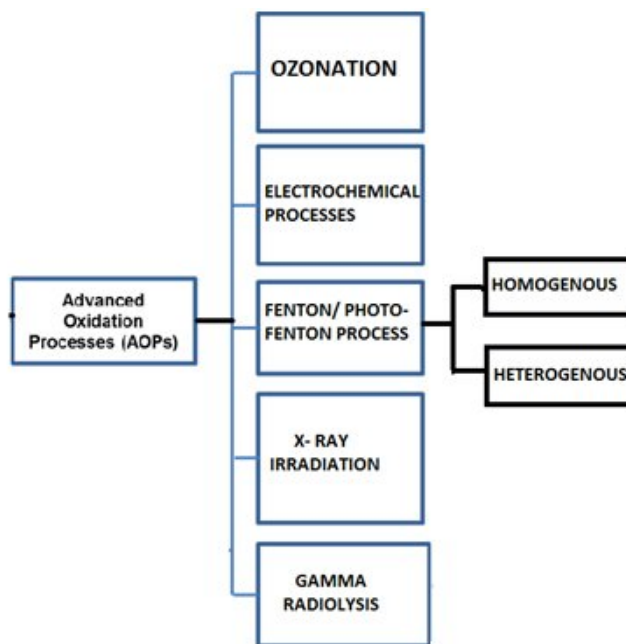 OZONATION
ELECTROCHEMICAL
PROCESSES
Advanced
Oxidation
Processes (AOPs)
FENTON/ PHOTO-
FENTON PROCESS
HOMOGENOUS
HETEROGENOUS
X- RAY
IRRADIATION
GAMMA
RADIOLYSIS